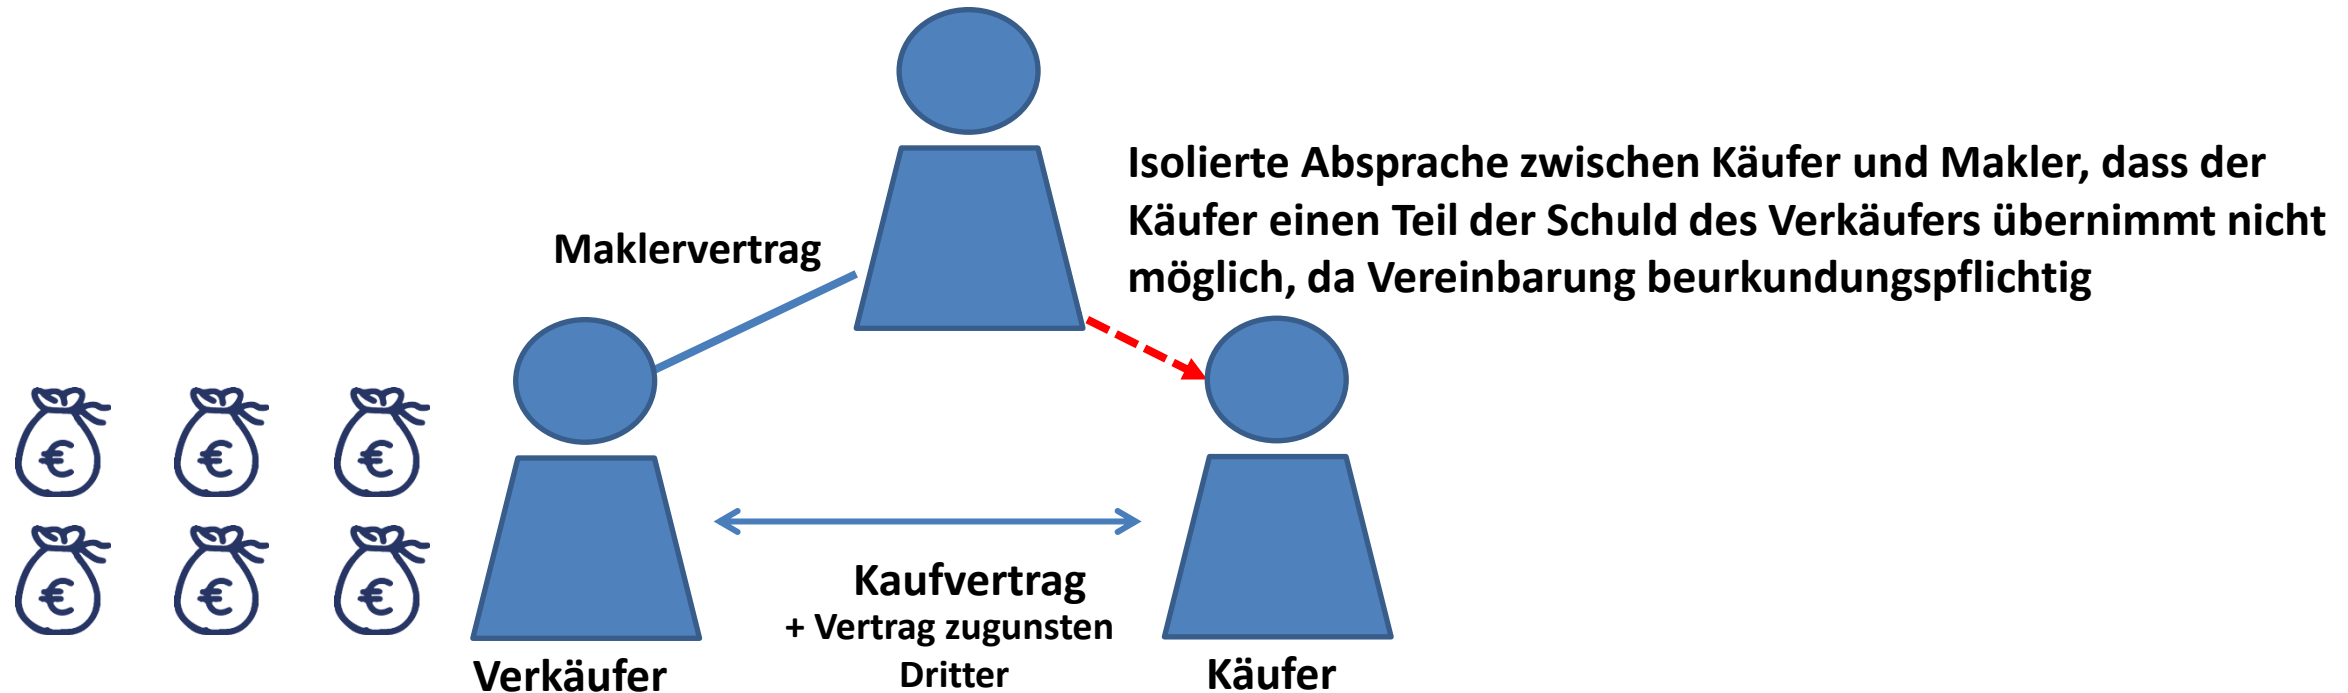 Isolierte Absprache zwischen Käufer und Makler, dass der
Käufer einen Teil der Schuld des Verkäufers übernimmt nicht
möglich, da Vereinbarung beurkundungspflichtig
Maklervertrag
€ € €
€ € €
Kaufvertrag
+ Vertrag zugunsten
Dritter
Verkäufer
Käufer